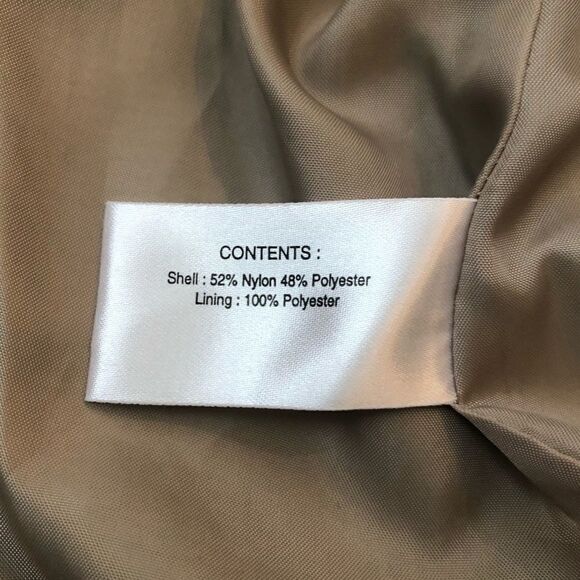 CONTENTS :
Shell : 52% Nylon 48% Polyester
Lining : 100% Polyester